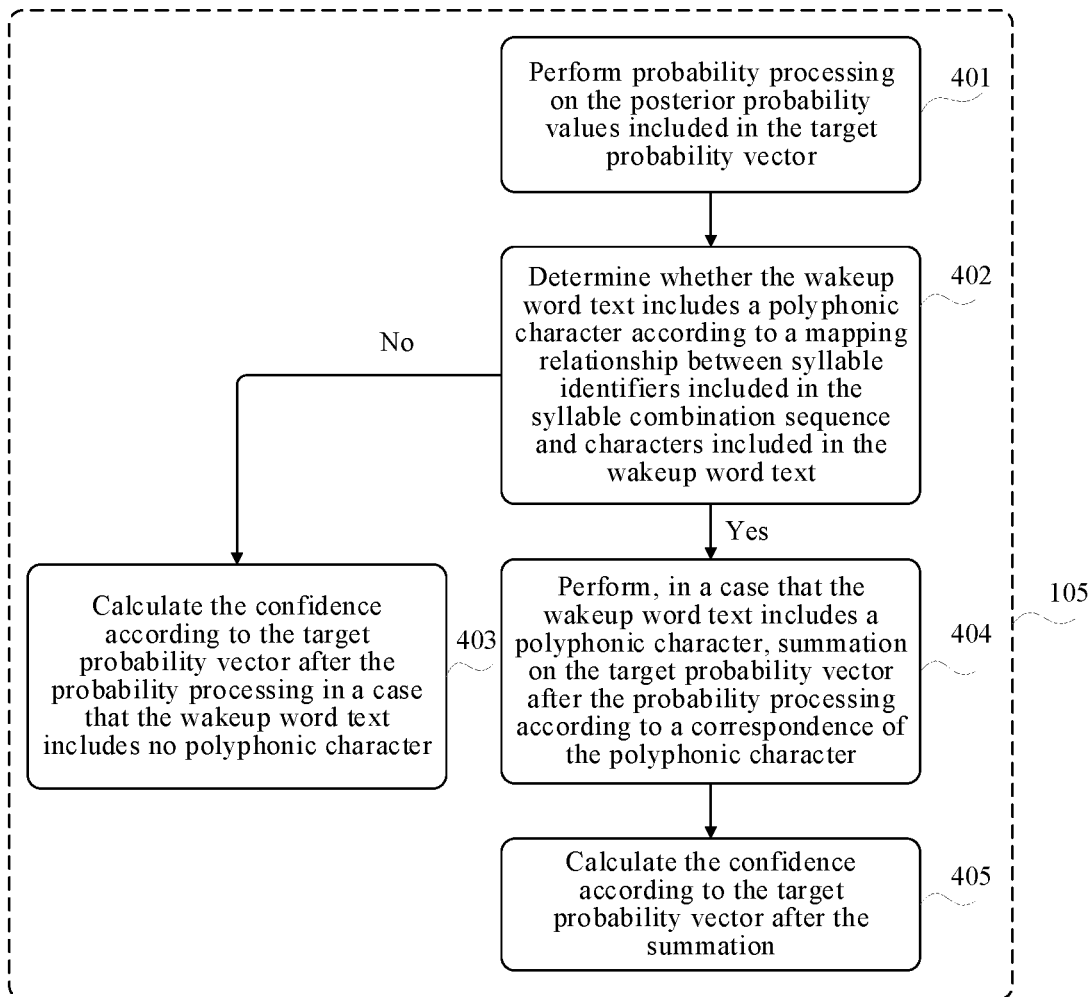 Perform probability processing
on the posterior probability
values included in the target
probability vector
401
Determine whether the wakeup
word text includes a polyphonic
character according to a mapping
relationship between syllable
identifiers included in the
syllable combination sequence
and characters included in the
wakeup word text
402
No
Yes
Calculate the confidence
according to the target
probability vector after the
probability processing in a case
that the wakeup word text
includes no polyphonic character
403
Perform, in a case that the
wakeup word text includes a
polyphonic character, summation
on the target probability vector
after the probability processing
according to a correspondence
of the polyphonic character
404
105
Calculate the confidence
according to the target
probability vector after the
summation
405